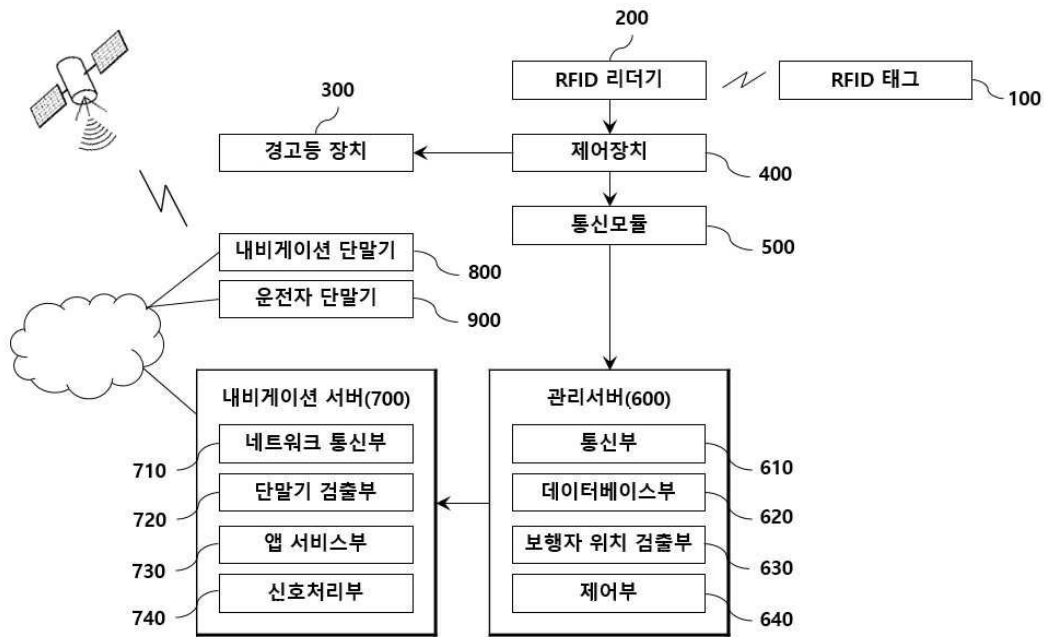 200
RFID 리더기
RFID 태그
100
300
경고등 장치
제어장치
400
통신모듈
500
내비게이션 단말기
800
운전자 단말기
900
내비게이션 서버(700)
네트워크 통신부
710
단말기 검출부
720
앱 서비스부
730
신호처리부
740
관리서버(600)
통신부
610
데이터베이스부
620
보행자 위치 검출부
630
제어부
640